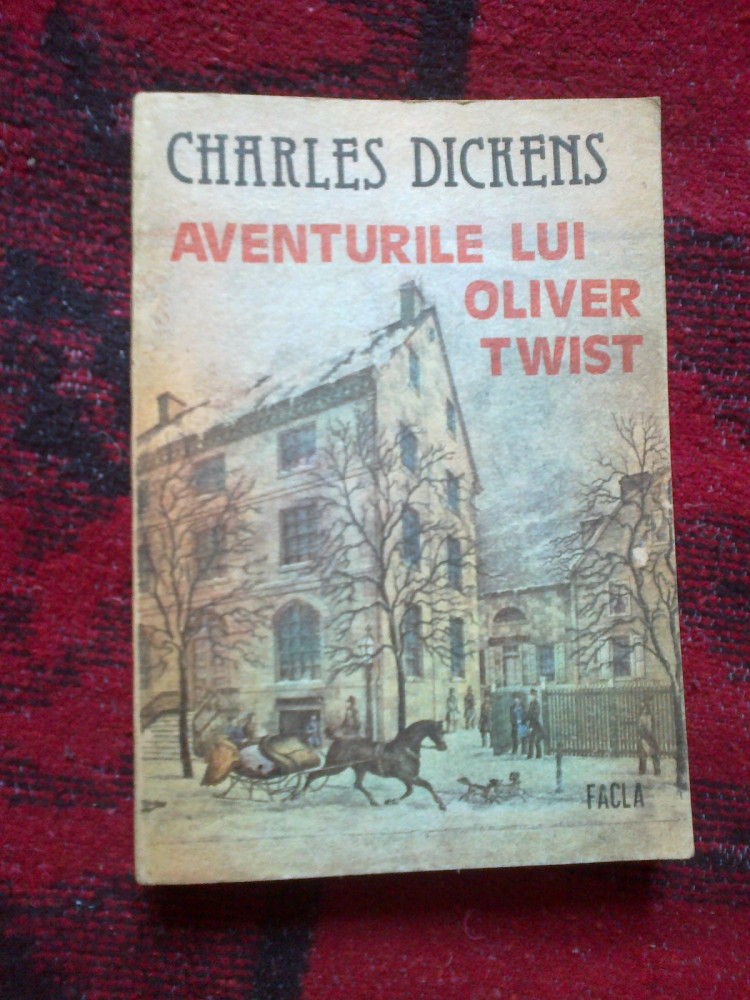 CHARLES DICKENS
AVENTURILE LUI
OLIVER
TWIST
FACLA